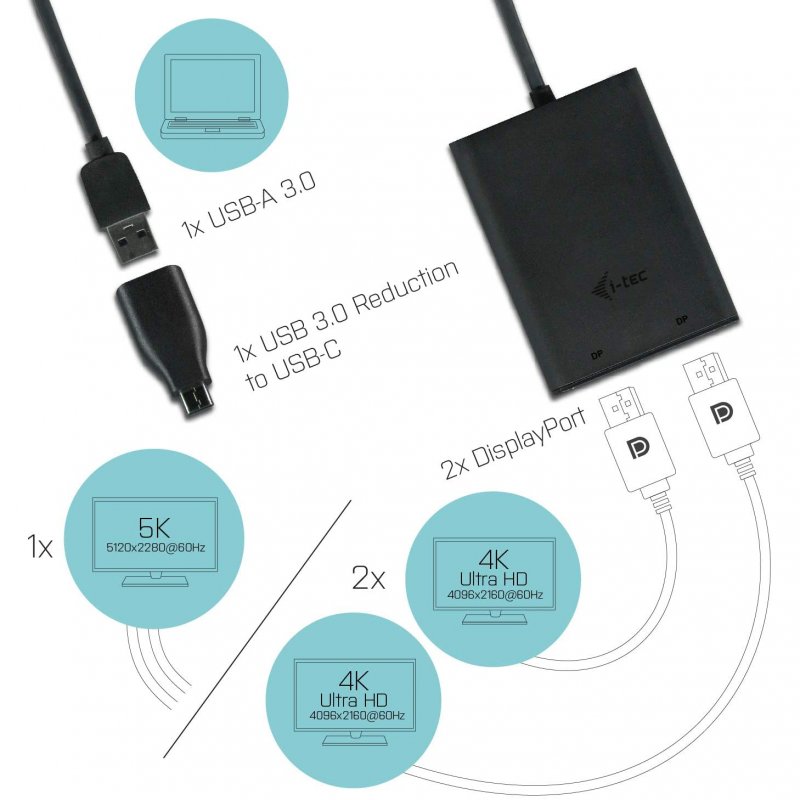 1x USB-A 3.0
1x USB 3.0 Reduction
to USB-C
i-tec
DP
DP
2x DisplayPort
1x
5K
5120x2280@60Hz
2x
4K
Ultra HD
4096x2160@60Hz
4K
Ultra HD
4096x2160@60Hz